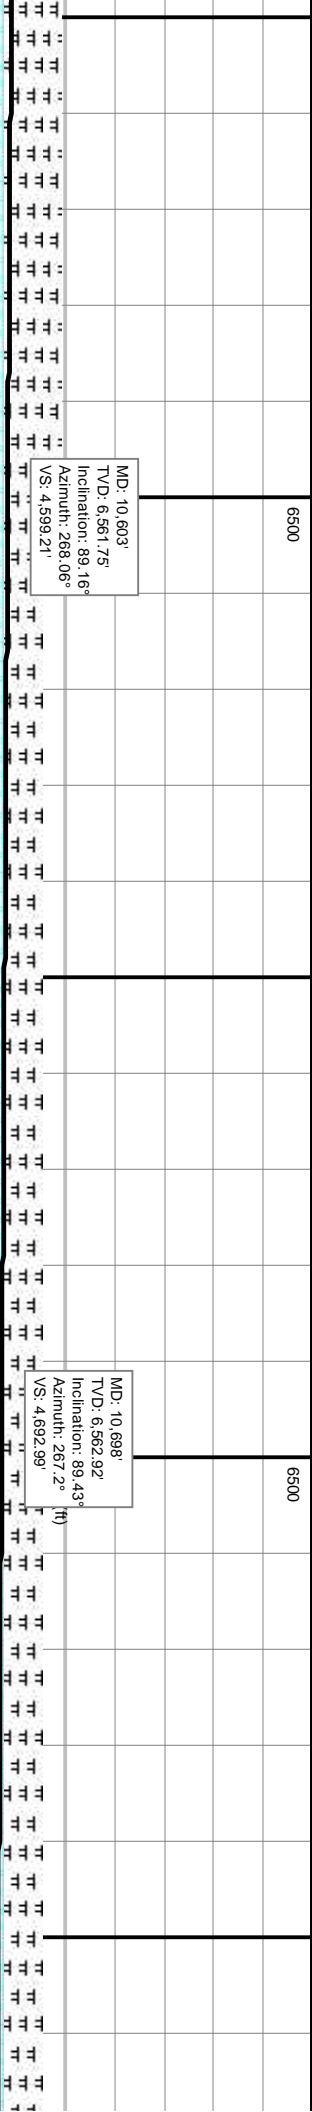 6500
MD: 10,603'
TVD: 6,561.75'
Inclination: 89.16°
Azimuth: 268.06°
VS: 4,599.21'
6500
MD: 10,698'
TVD: 6,562.92'
Inclination: 89.43°
Azimuth: 267.2°
VS: 4,692.99'
(ft)